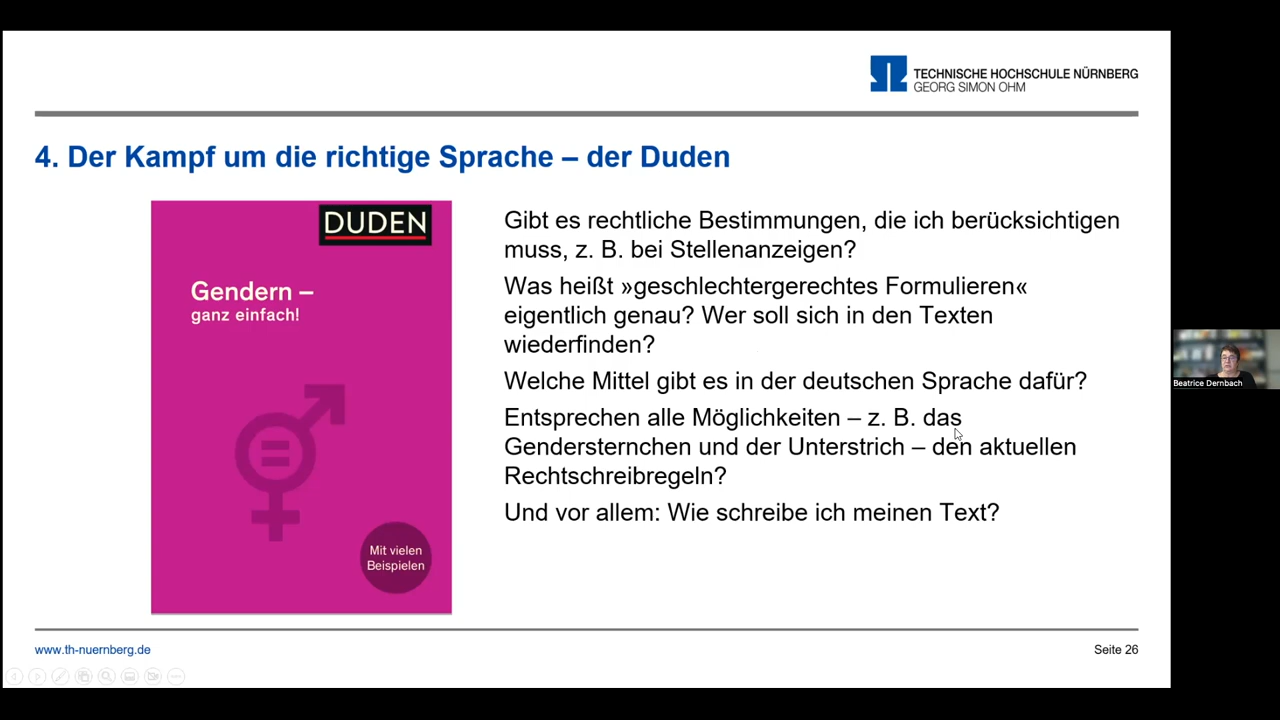 TECHNISCHE HOCHSCHULE NÜRNBERG
GEORG SIMON OHM
4. Der Kampf um die richtige Sprache – der Duden
DUDEN
Gendern –
ganz einfach!
Mit vielen
Beispielen
Gibt es rechtliche Bestimmungen, die ich berücksichtigen
muss, z. B. bei Stellenanzeigen?
Was heißt »geschlechtergerechtes Formulieren«
eigentlich genau? Wer soll sich in den Texten
wiederfinden?
Welche Mittel gibt es in der deutschen Sprache dafür?
Entsprechen alle Möglichkeiten – z. B. das
Gendersternchen und der Unterstrich – den aktuellen
Rechtschreibregeln?
Und vor allem: Wie schreibe ich meinen Text?
Beatrice Dernbach
www.th-nuernberg.de
Seite 26